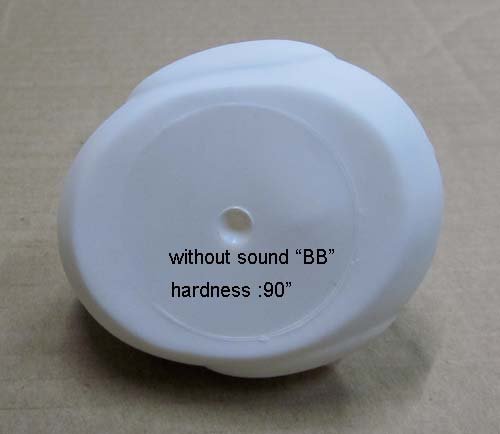 without sound “BB”
hardness :90”